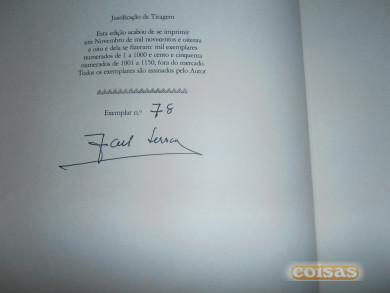 Justificação de Tiragem
Esta edição acabou de se imprimir
em Novembro de mil novecentos e oitenta
e oito e dela se fizeram: mil exemplares
numerados de 1 a 1000 e cento e cinquenta
numerados de 1001 a 1150, fora do mercado.
Todos os exemplares são assinados pelo Autor
Exemplar n.º 78
coisas